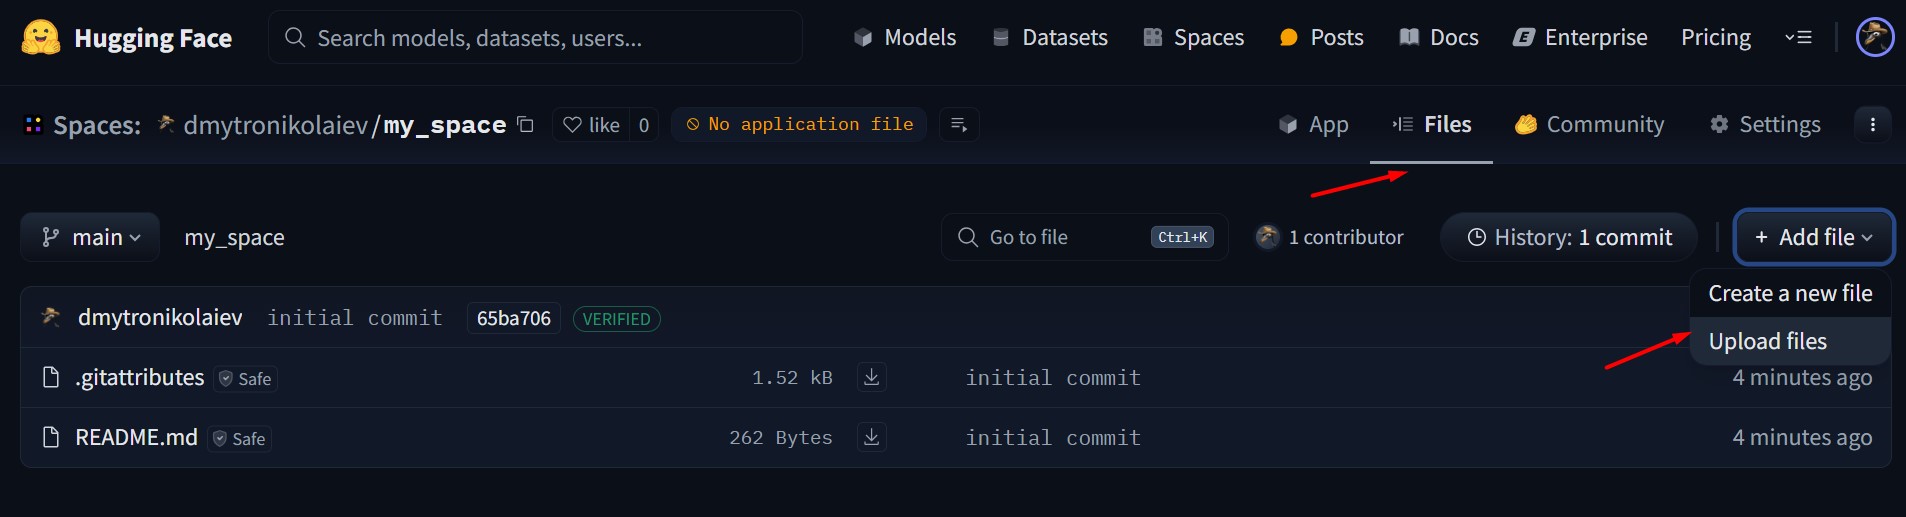 Hugging Face Search models, datasets, users... Models Datasets Spaces Posts Docs Enterprise Pricing
Spaces: dmytronikolaiev/my_space like 0 No application file App Files Community Settings
main my_space Go to file Ctrl+K 1 contributor History: 1 commit + Add file
Create a new file
dmytronikolaiev initial commit 65ba706 VERIFIED
Upload files
.gitattributes Safe 1.52 kB initial commit 4 minutes ago
README.md Safe 262 Bytes initial commit 4 minutes ago